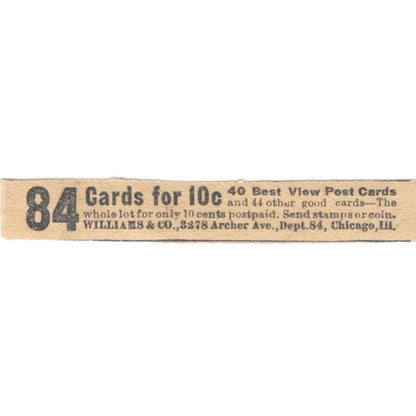 84 Cards for 10c 40 Best View Post Cards
and 44 other good cards—The
whole lot for only 10 cents postpaid. Send stamps or coin.
WILLIAMS & CO., 3278 Archer Ave., Dept. 84, Chicago, Ill.